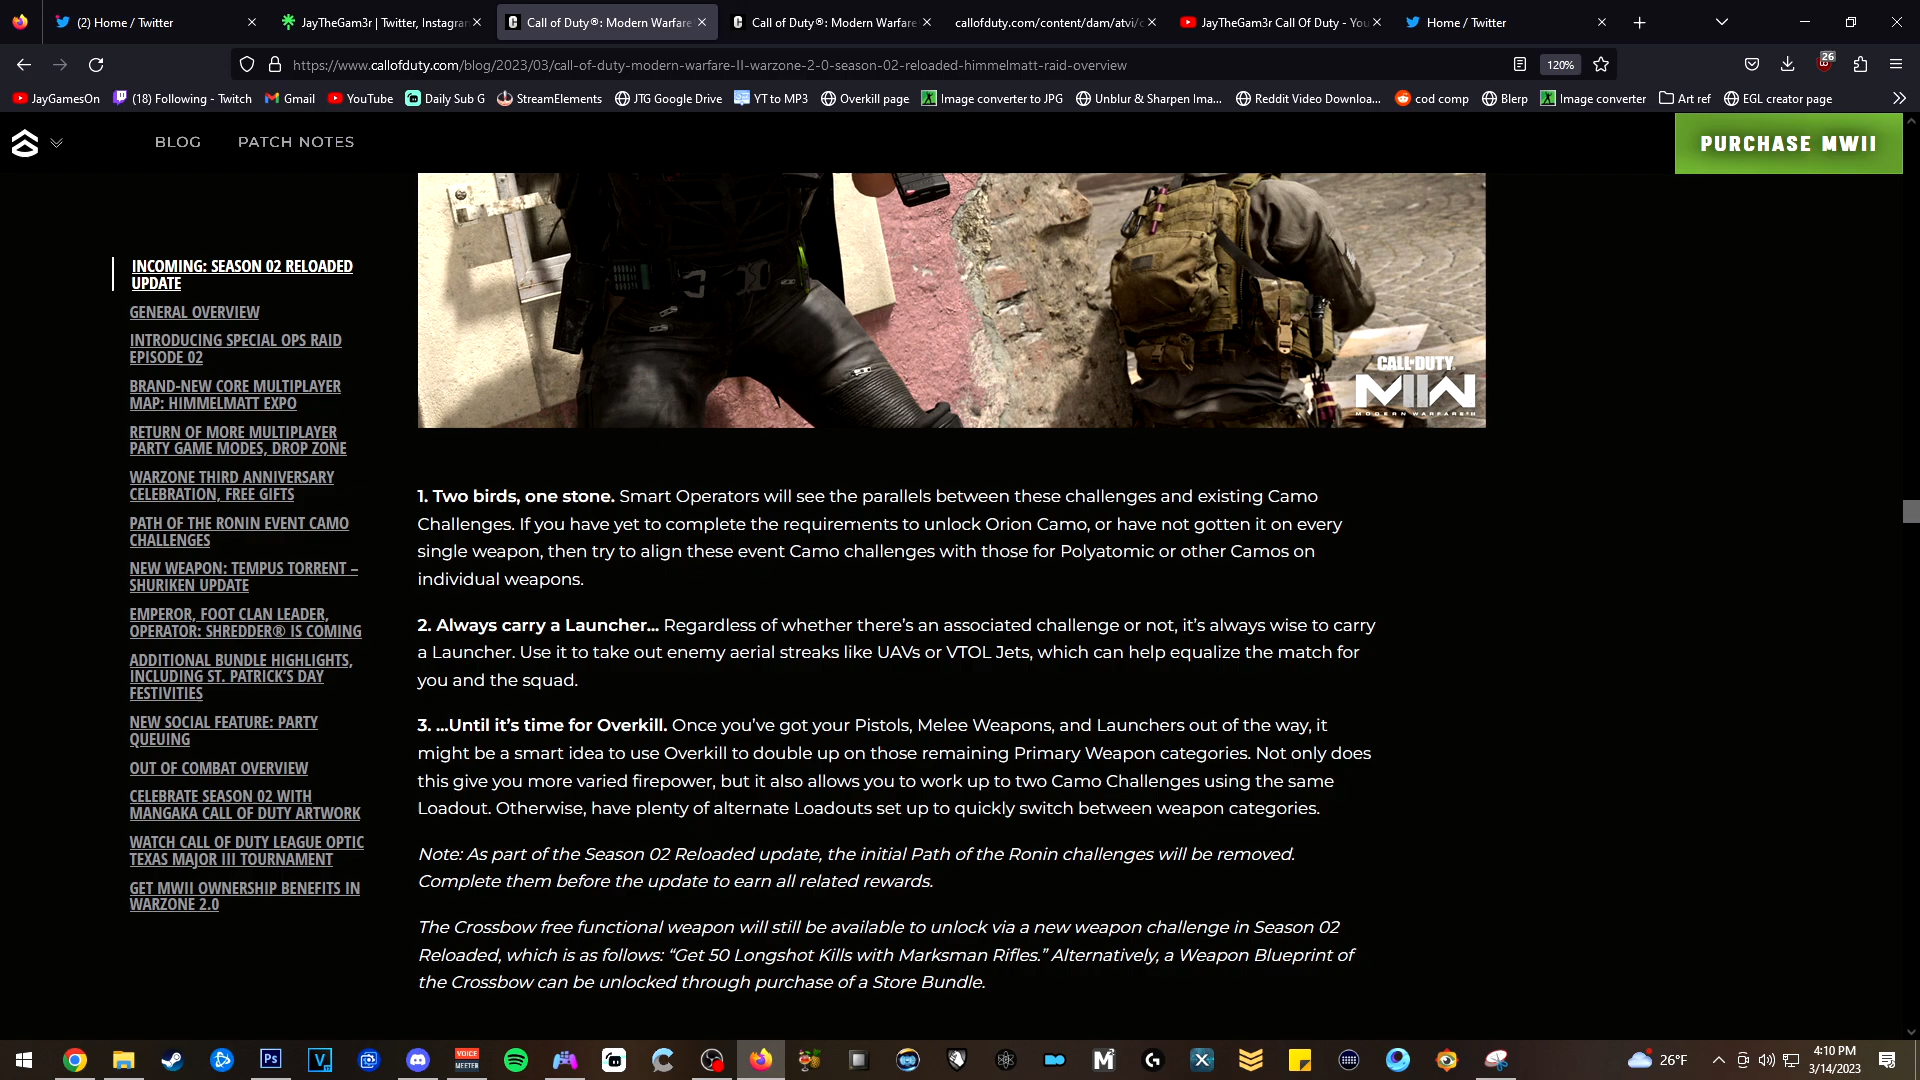 (2) Home / Twitter
JayTheGam3r | Twitter, Instagram
Call of Duty®: Modern Warfare
Call of Duty®: Modern Warfare
callofduty.com/content/dam/atvi/c
JayTheGam3r Call Of Duty - You
Home / Twitter
https://www.callofduty.com/blog/2023/03/call-of-duty-modern-warfare-II-warzone-2-0-season-02-reloaded-himmelmatt-raid-overview
120%
26
JayGamesOn
(18) Following - Twitch
Gmail
YouTube
Daily Sub G
StreamElements
JTG Google Drive
YT to MP3
Overkill page
Image converter to JPG
Unblur & Sharpen Ima...
Reddit Video Downloa...
cod comp
Blerp
Image converter
Art ref
EGL creator page
BLOG
PATCH NOTES
PURCHASE MWII
INCOMING: SEASON 02 RELOADED
UPDATE
GENERAL OVERVIEW
INTRODUCING SPECIAL OPS RAID
EPISODE 02
BRAND-NEW CORE MULTIPLAYER
MAP: HIMMELMATT EXPO
RETURN OF MORE MULTIPLAYER
PARTY GAME MODES, DROP ZONE
WARZONE THIRD ANNIVERSARY
CELEBRATION, FREE GIFTS
PATH OF THE RONIN EVENT CAMO
CHALLENGES
NEW WEAPON: TEMPUS TORRENT –
SHURIKEN UPDATE
EMPEROR, FOOT CLAN LEADER,
OPERATOR: SHREDDER® IS COMING
ADDITIONAL BUNDLE HIGHLIGHTS,
INCLUDING ST. PATRICK'S DAY
FESTIVITIES
NEW SOCIAL FEATURE: PARTY
QUEUING
OUT OF COMBAT OVERVIEW
CELEBRATE SEASON 02 WITH
MANGAKA CALL OF DUTY ARTWORK
WATCH CALL OF DUTY LEAGUE OPTIC
TEXAS MAJOR III TOURNAMENT
GET MWII OWNERSHIP BENEFITS IN
WARZONE 2.0
CALL OF DUTY
MWII
MODERN WARFARE II
1. Two birds, one stone. Smart Operators will see the parallels between these challenges and existing Camo
Challenges. If you have yet to complete the requirements to unlock Orion Camo, or have not gotten it on every
single weapon, then try to align these event Camo challenges with those for Polyatomic or other Camos on
individual weapons.
2. Always carry a Launcher... Regardless of whether there's an associated challenge or not, it's always wise to carry
a Launcher. Use it to take out enemy aerial streaks like UAVs or VTOL Jets, which can help equalize the match for
you and the squad.
3. ...Until it's time for Overkill. Once you've got your Pistols, Melee Weapons, and Launchers out of the way, it
might be a smart idea to use Overkill to double up on those remaining Primary Weapon categories. Not only does
this give you more varied firepower, but it also allows you to work up to two Camo Challenges using the same
Loadout. Otherwise, have plenty of alternate Loadouts set up to quickly switch between weapon categories.
Note: As part of the Season 02 Reloaded update, the initial Path of the Ronin challenges will be removed.
Complete them before the update to earn all related rewards.
The Crossbow free functional weapon will still be available to unlock via a new weapon challenge in Season 02
Reloaded, which is as follows: “Get 50 Longshot Kills with Marksman Rifles.” Alternatively, a Weapon Blueprint of
the Crossbow can be unlocked through purchase of a Store Bundle.
Ps
V
VOICE
MEETER
26°F
4:10 PM
3/14/2023